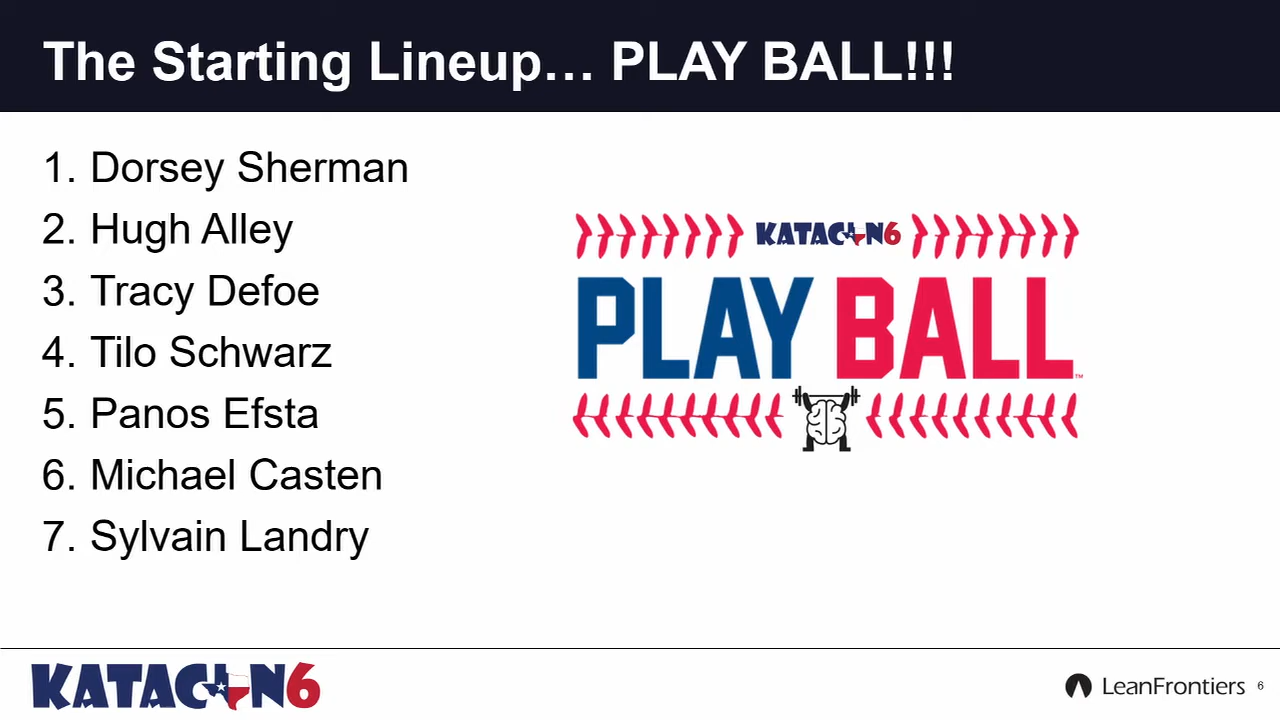 The Starting Lineup… PLAY BALL!!!
1. Dorsey Sherman
2. Hugh Alley
3. Tracy Defoe
4. Tilo Schwarz
5. Panos Efsta
6. Michael Casten
7. Sylvain Landry
KATACON6
PLAY BALL™
KATACON6
LeanFrontiers 6